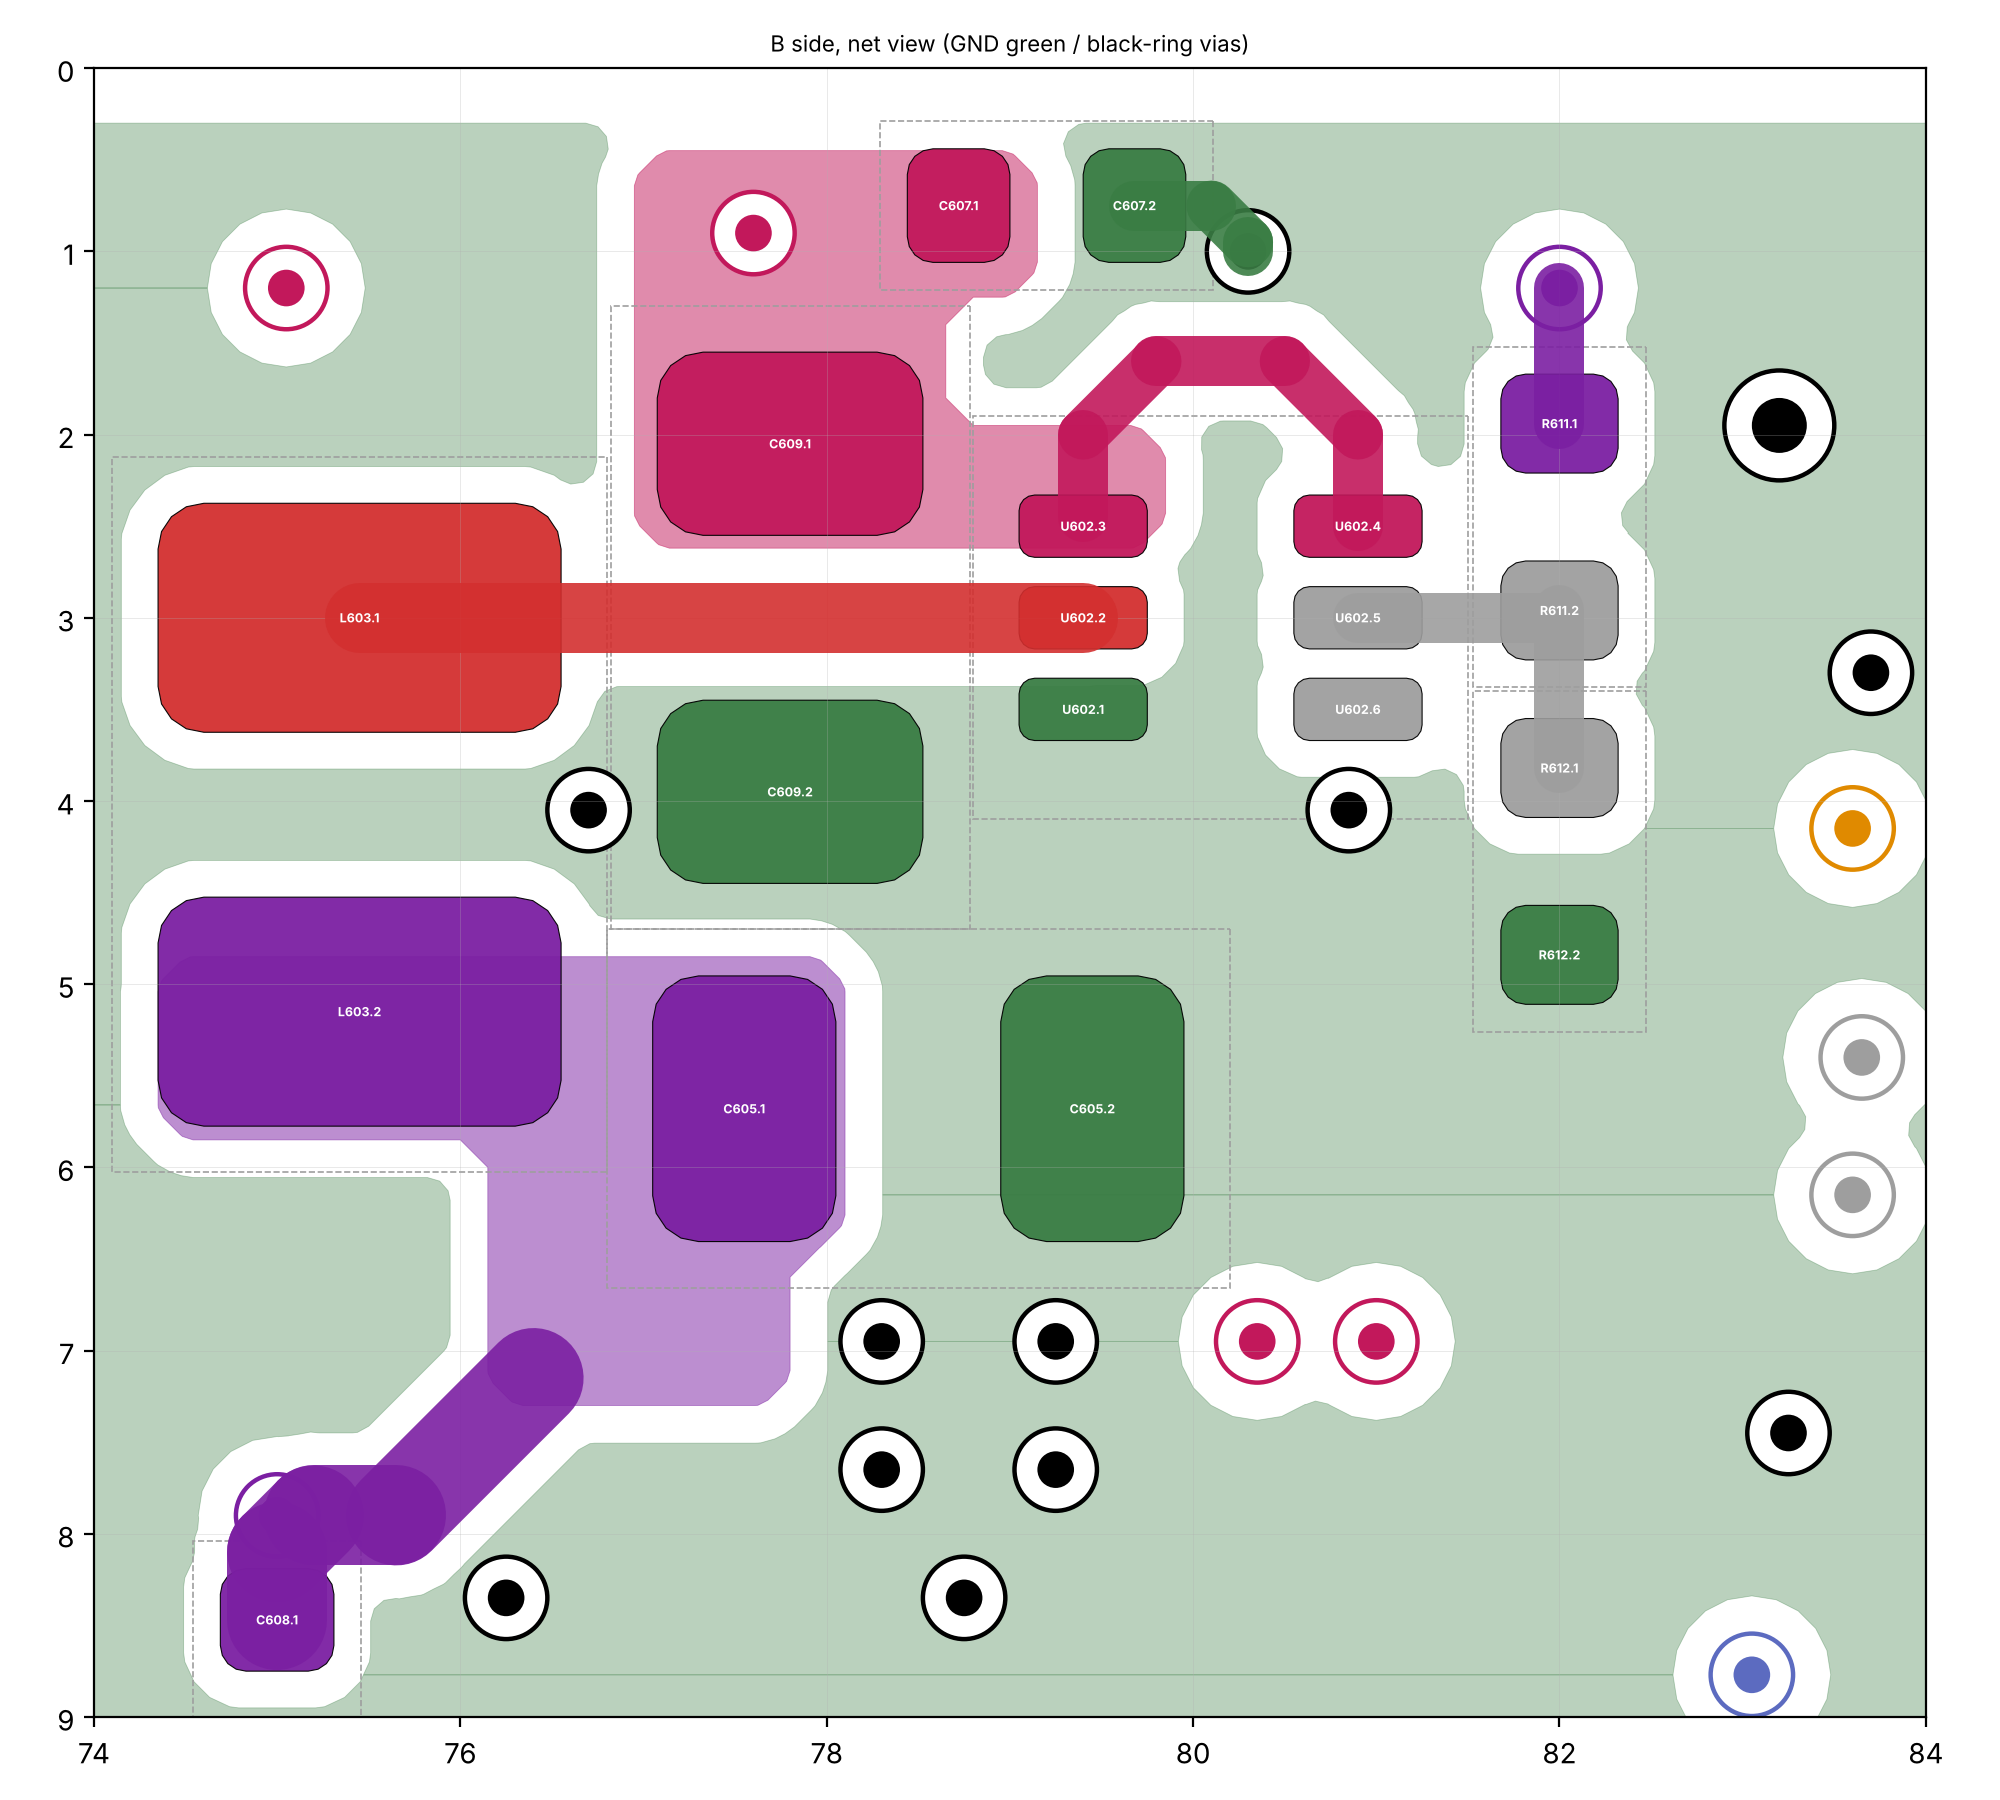 B side, net view (GND green / black-ring vias)
0
C607.1 C607.2
1
R611.1
2
C609.1
U602.3 U602.4
3
L603.1 U602.2 U602.5 R611.2
U602.1 U602.6
R612.1
4
C609.2
R612.2
5
L603.2
C605.1 C605.2
6
7
8
C608.1
9
74 76 78 80 82 84